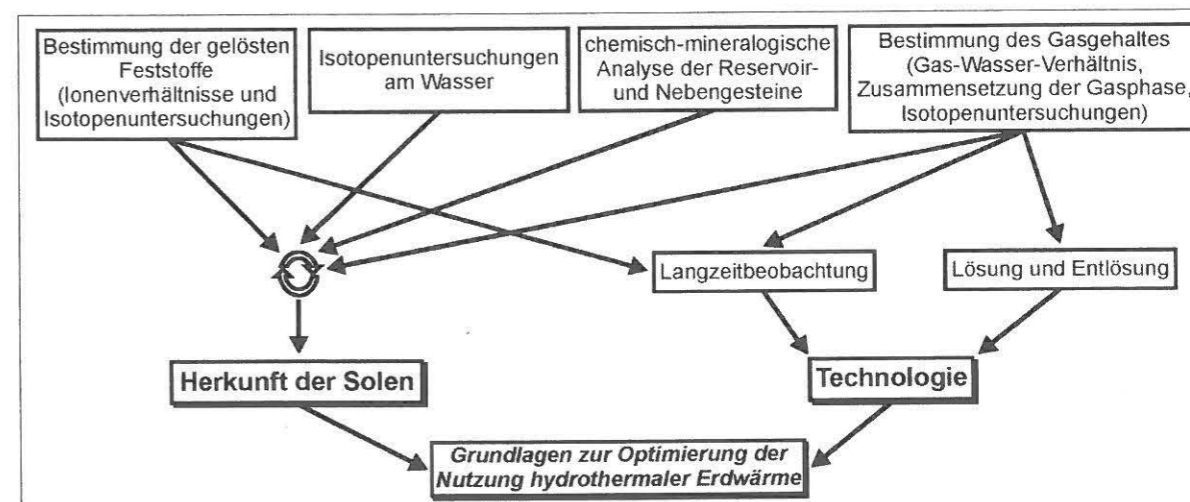 Bestimmung der gelösten
Feststoffe
(Ionenverhältnisse und
Isotopenuntersuchungen)
Isotopenuntersuchungen
am Wasser
chemisch-mineralogische
Analyse der Reservoir-
und Nebengesteine
Bestimmung des Gasgehaltes
(Gas-Wasser-Verhältnis,
Zusammensetzung der Gasphase,
Isotopenuntersuchungen)
Langzeitbeobachtung
Lösung und Entlösung
Herkunft der Solen
Technologie
Grundlagen zur Optimierung der
Nutzung hydrothermaler Erdwärme